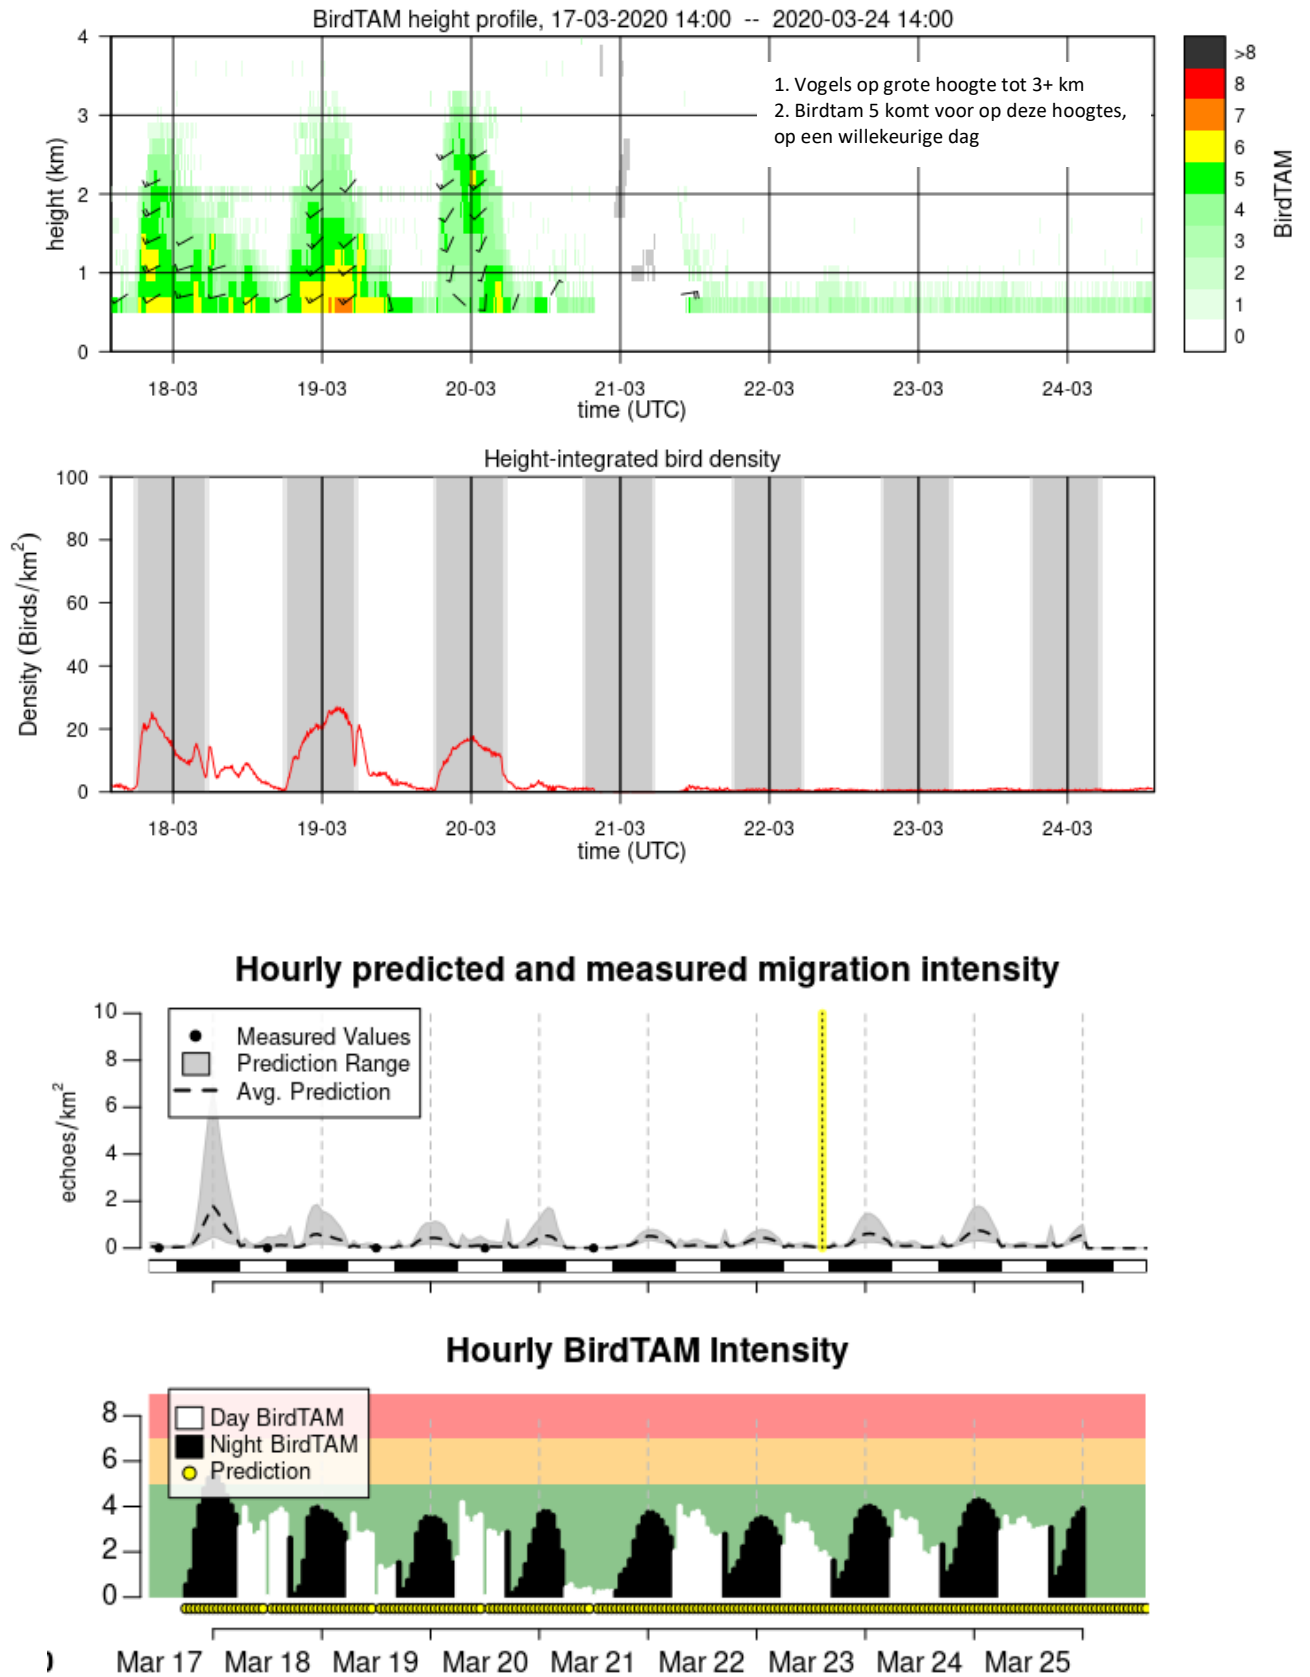 BirdTAM height profile, 17-03-2020 14:00 -- 2020-03-24 14:00
4
3
2
1
0
height (km)
1. Vogels op grote hoogte tot 3+ km
2. Birdtam 5 komt voor op deze hoogtes,
op een willekeurige dag
18-03
19-03
20-03
21-03
22-03
23-03
24-03
time (UTC)
>8
8
7
6
5
4
3
2
1
0
BirdTAM
Height-integrated bird density
100
80
60
40
20
0
Density (Birds/km²)
18-03
19-03
20-03
21-03
22-03
23-03
24-03
time (UTC)
Hourly predicted and measured migration intensity
10
8
6
4
2
0
echoes/km²
Measured Values
Prediction Range
Avg. Prediction
Hourly BirdTAM Intensity
8
6
4
2
0
Day BirdTAM
Night BirdTAM
Prediction
Mar 17
Mar 18
Mar 19
Mar 20
Mar 21
Mar 22
Mar 23
Mar 24
Mar 25